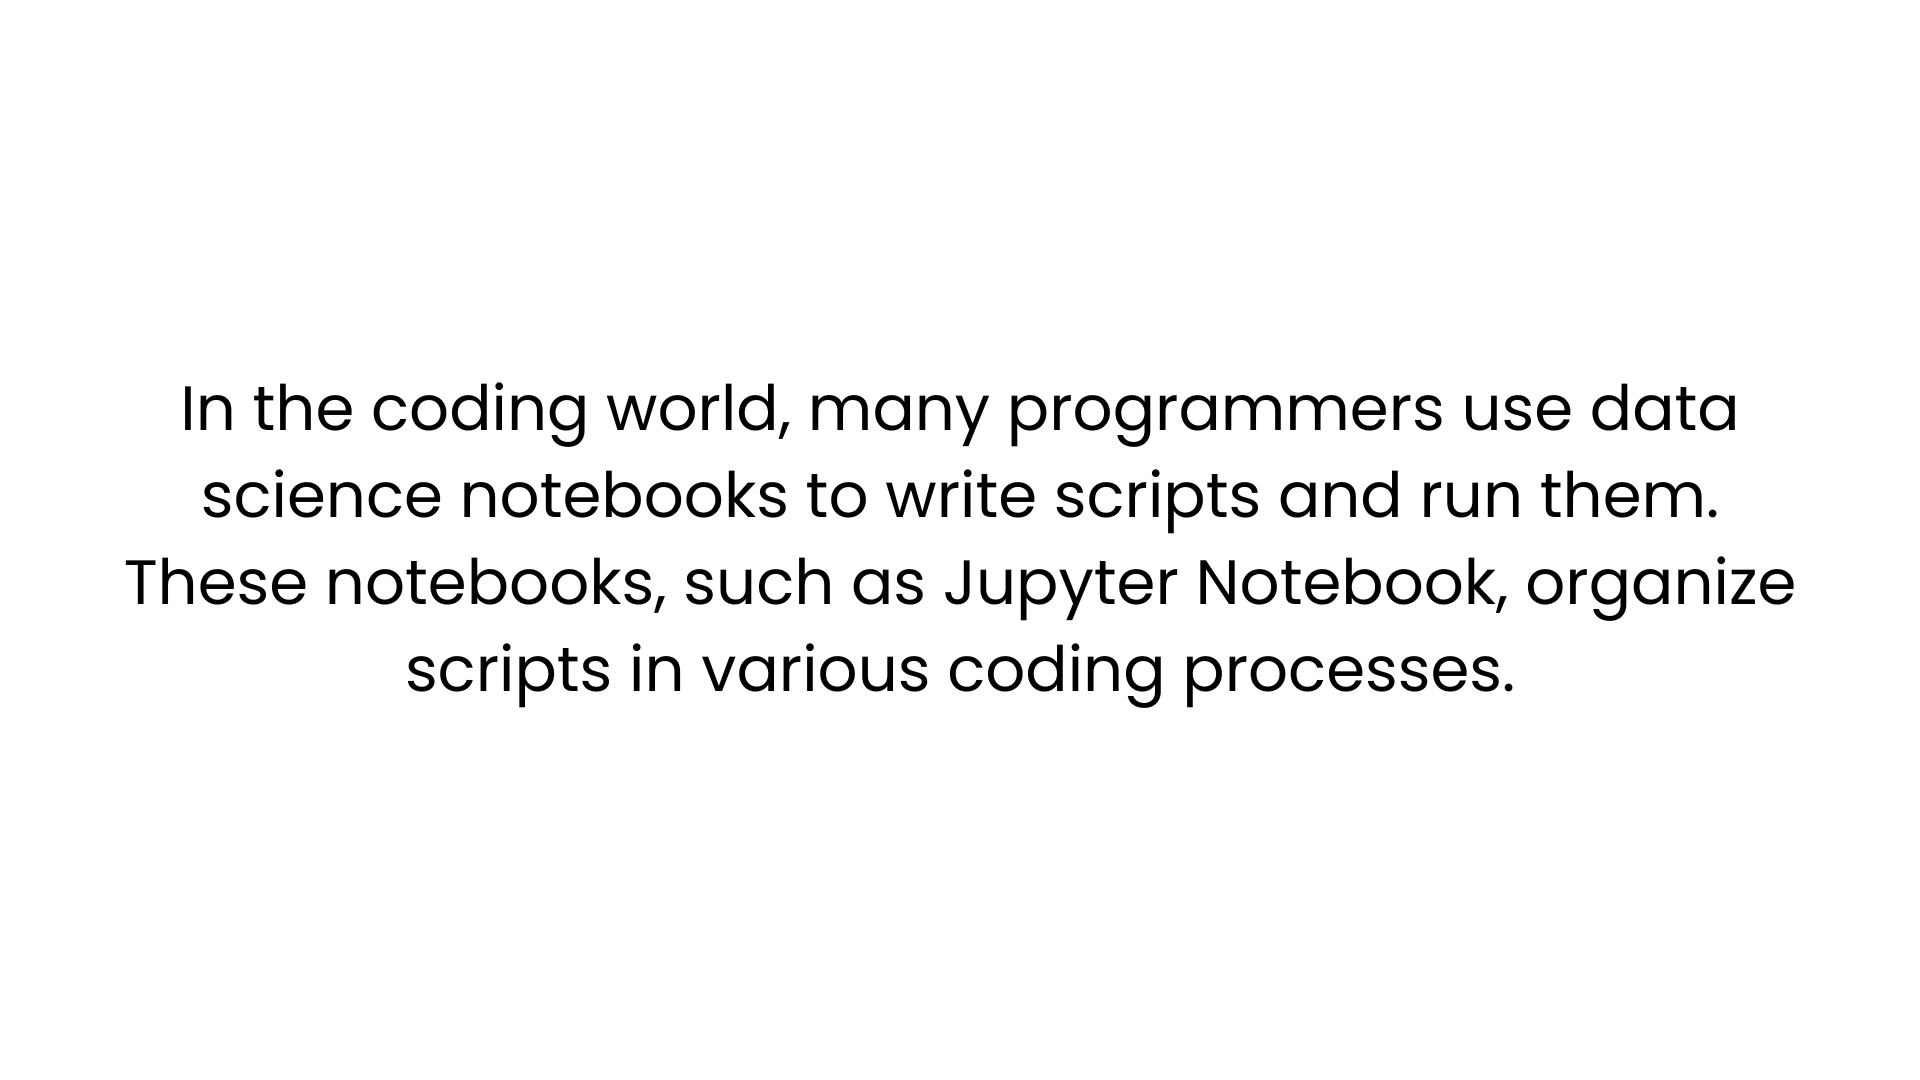 In the coding world, many programmers use data
science notebooks to write scripts and run them.
These notebooks, such as Jupyter Notebook, organize
scripts in various coding processes.